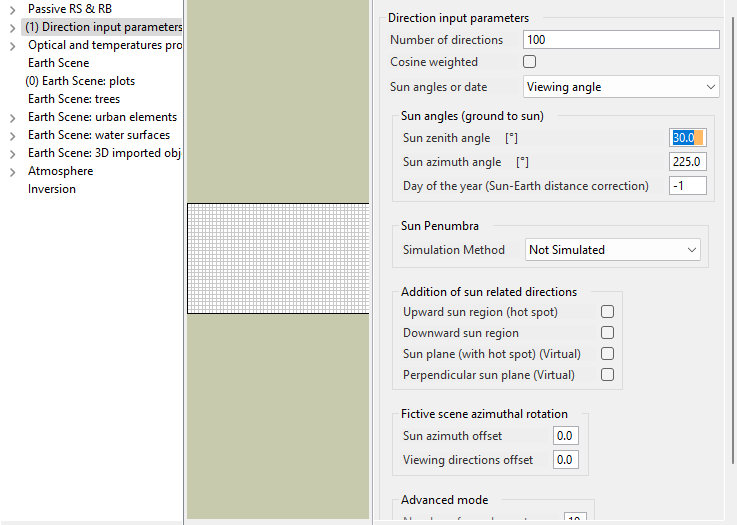 Passive RS & RB
(1) Direction input parameters
Optical and temperatures pro
Earth Scene
(0) Earth Scene: plots
Earth Scene: trees
Earth Scene: urban elements
Earth Scene: water surfaces
Earth Scene: 3D imported obj
Atmosphere
Inversion
Direction input parameters
Number of directions 100
Cosine weighted
Sun angles or date Viewing angle
Sun angles (ground to sun)
Sun zenith angle [°] 30.0
Sun azimuth angle [°] 225.0
Day of the year (Sun-Earth distance correction) -1
Sun Penumbra
Simulation Method Not Simulated
Addition of sun related directions
Upward sun region (hot spot)
Downward sun region
Sun plane (with hot spot) (Virtual)
Perpendicular sun plane (Virtual)
Fictive scene azimuthal rotation
Sun azimuth offset 0.0
Viewing directions offset 0.0
Advanced mode